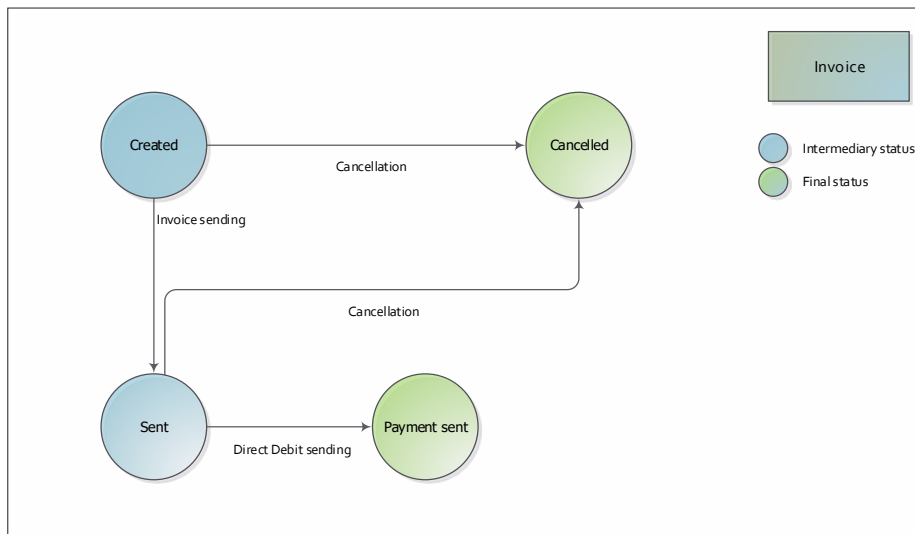 Invoice
Created
Cancelled
Cancellation
Intermediary status
Final status
Invoice sending
Cancellation
Sent
Payment sent
Direct Debit sending